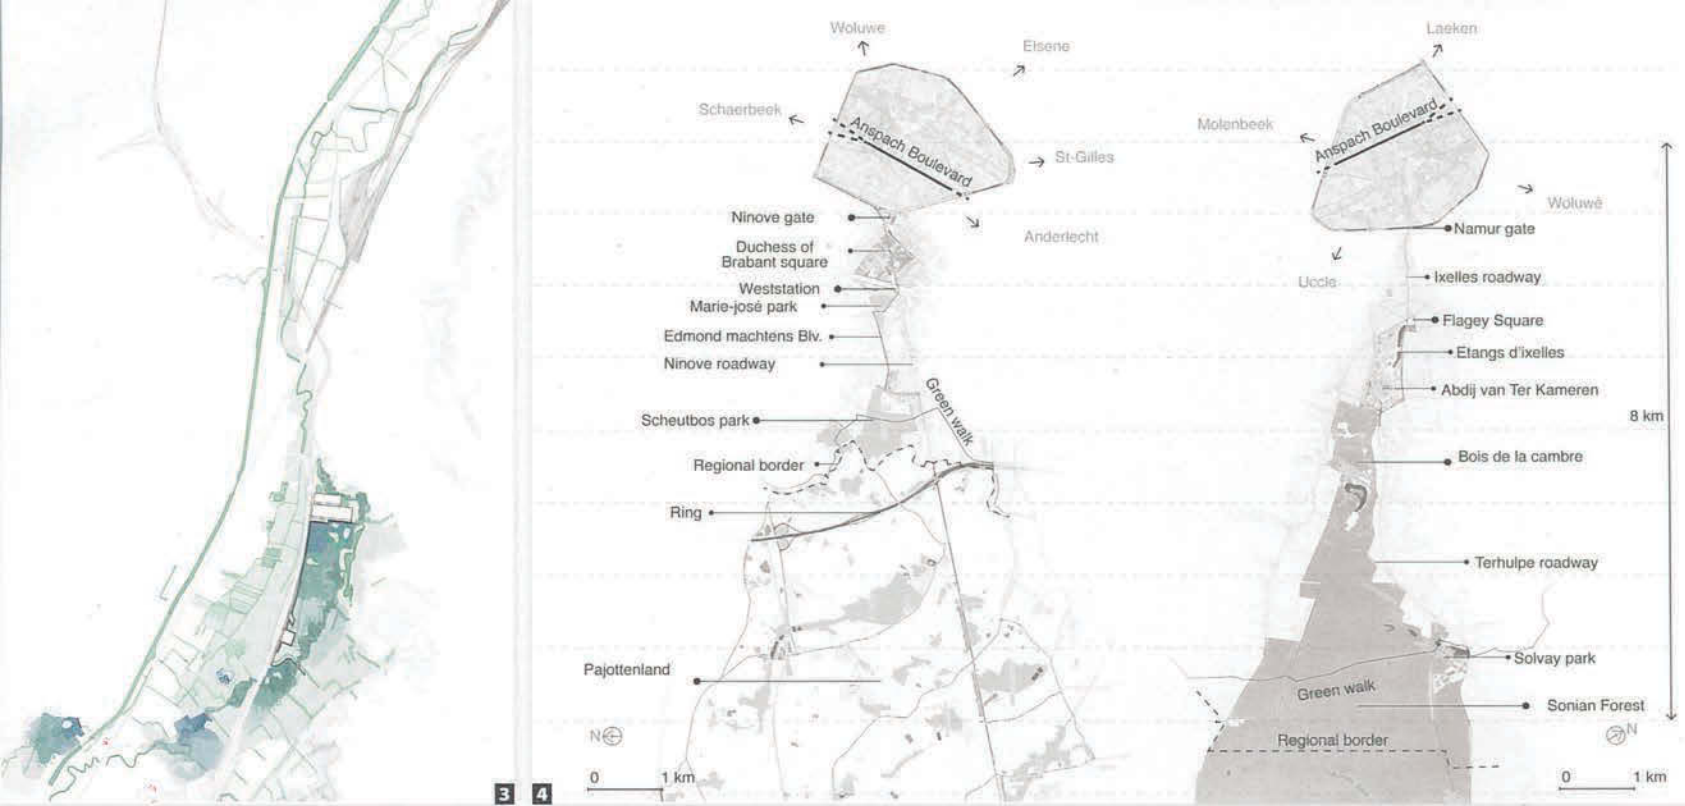 Woluwe
Elsene
Schaerbeek
Anspach Boulevard
St-Gilles
Anderlecht
Ninove gate
Duchess of
Brabant square
Weststation
Marie-josé park
Edmond machtens Blv.
Ninove roadway
Green walk
Scheutbos park
Regional border
Ring
Pajottenland
N
0 1 km
3
4
Laeken
Molenbeek
Anspach Boulevard
Woluwé
Namur gate
Uccle
Ixelles roadway
Flagey Square
Etangs d'ixelles
Abdij van Ter Kameren
8 km
Bois de la cambre
Terhulpe roadway
Solvay park
Green walk
Sonian Forest
N
Regional border
0 1 km